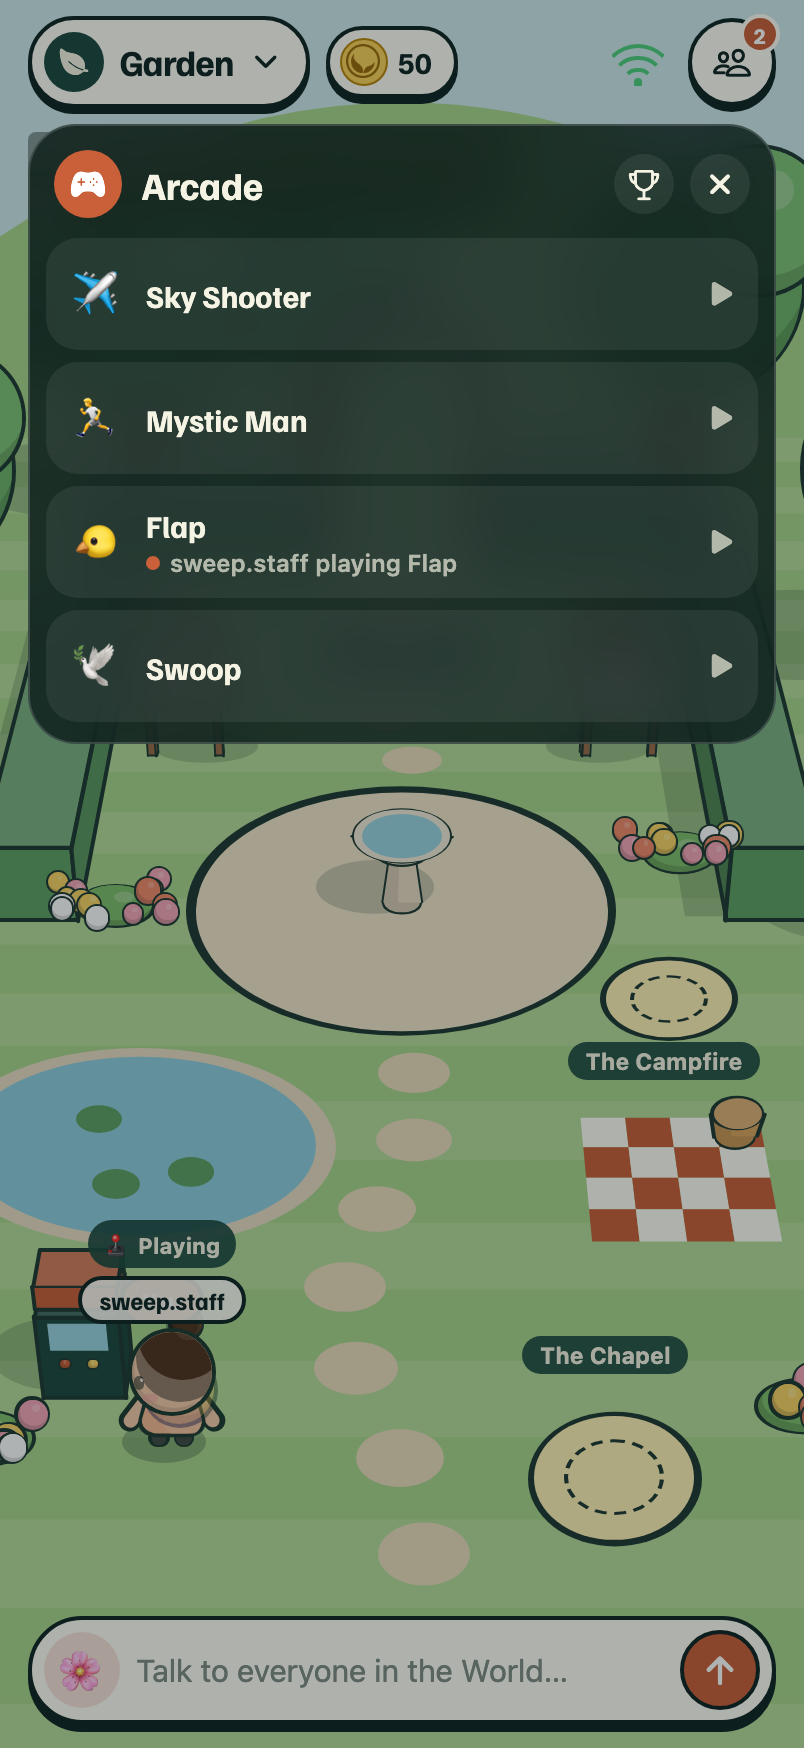 Garden
50
2
Arcade
Sky Shooter
Mystic Man
Flap
sweep.staff playing Flap
Swoop
The Campfire
Playing
sweep.staff
The Chapel
Talk to everyone in the World...